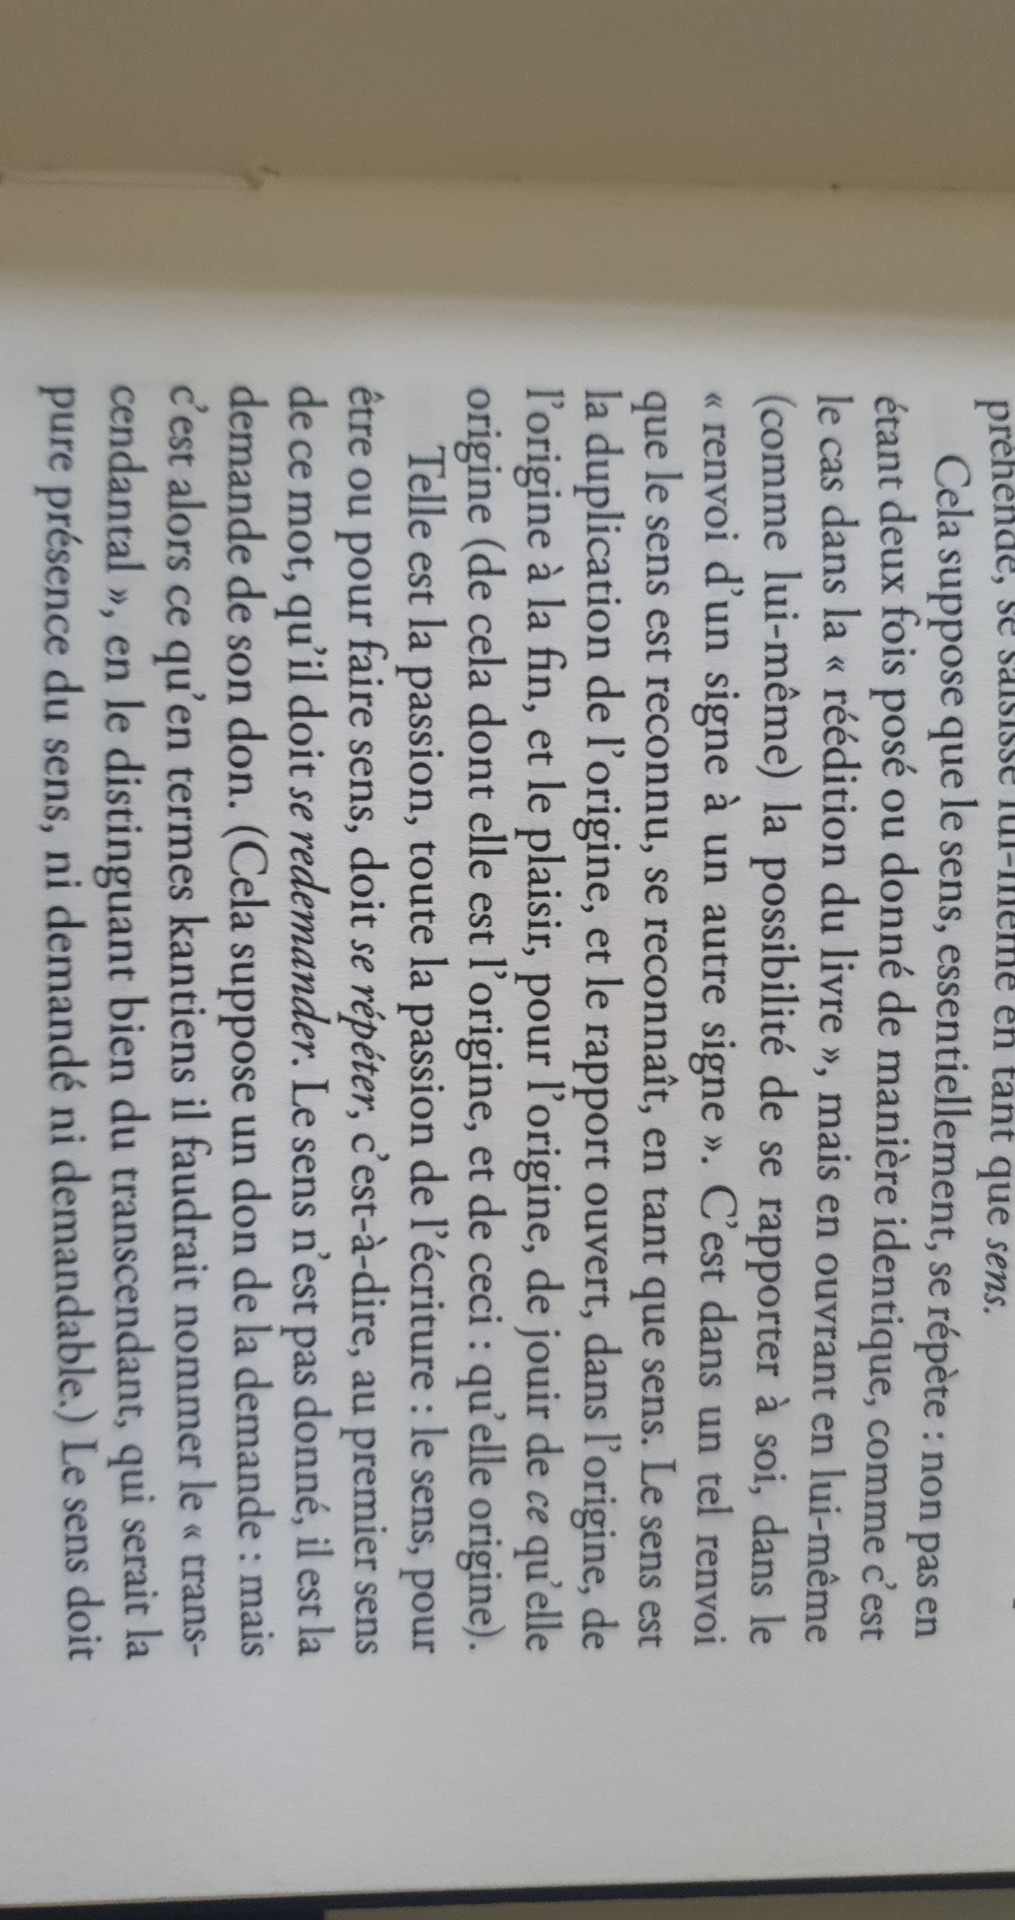 préhende, se saisisse lui-même en tant que sens.
Cela suppose que le sens, essentiellement, se répète : non pas en
étant deux fois posé ou donné de manière identique, comme c'est
le cas dans la « réédition du livre », mais en ouvrant en lui-même
(comme lui-même) la possibilité de se rapporter à soi, dans le
« renvoi d'un signe à un autre signe ». C'est dans un tel renvoi
que le sens est reconnu, se reconnaît, en tant que sens. Le sens est
la duplication de l'origine, et le rapport ouvert, dans l'origine, de
l'origine à la fin, et le plaisir, pour l'origine, de jouir de ce qu'elle
origine (de cela dont elle est l'origine, et de ceci : qu'elle origine).
Telle est la passion, toute la passion de l'écriture : le sens, pour
être ou pour faire sens, doit se répéter, c'est-à-dire, au premier sens
de ce mot, qu'il doit se redemander. Le sens n'est pas donné, il est la
demande de son don. (Cela suppose un don de la demande : mais
c'est alors ce qu'en termes kantiens il faudrait nommer le « trans-
cendantal », en le distinguant bien du transcendant, qui serait la
pure présence du sens, ni demandé ni demandable.) Le sens doit